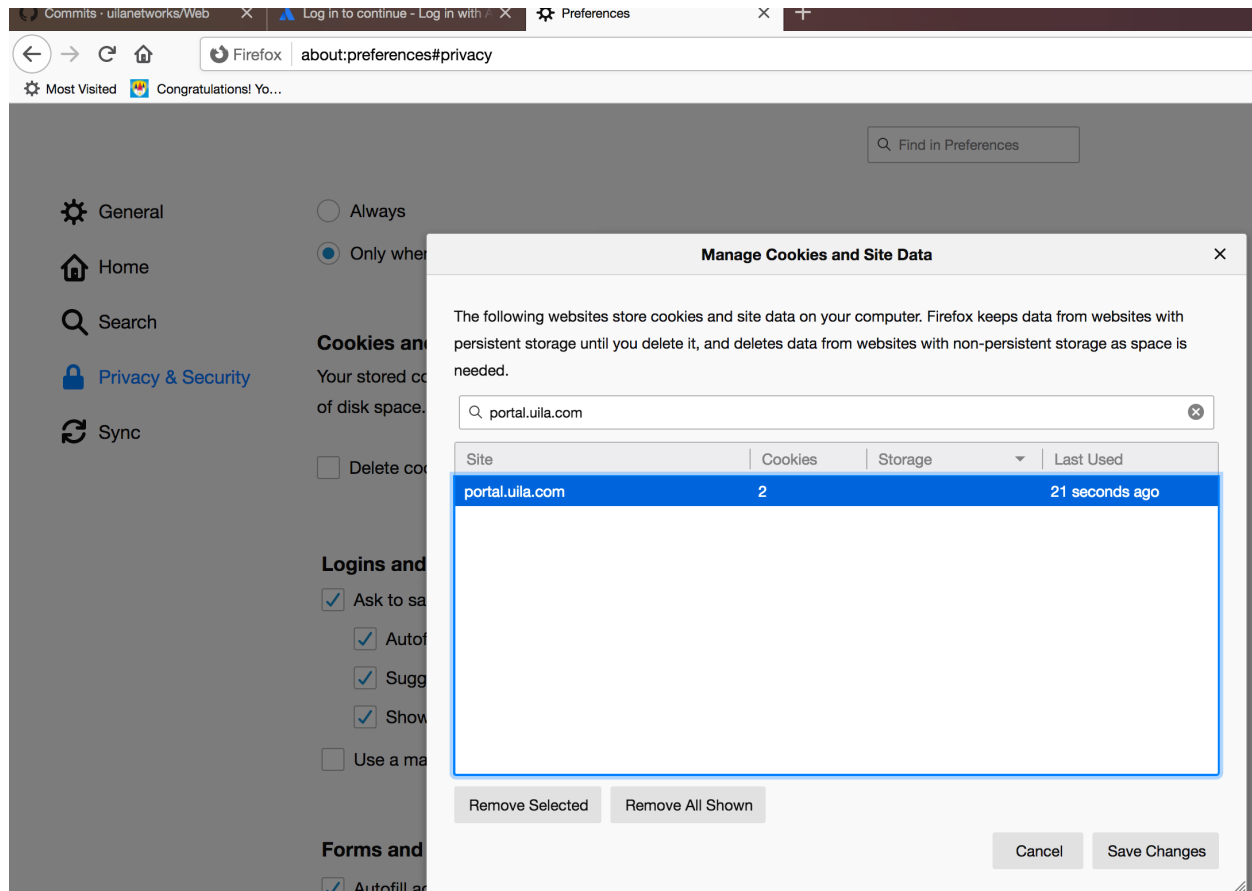 Commits · uilanetworks/Web
Log in to continue - Log in with A
Preferences
Firefox
about:preferences#privacy
Most Visited
Congratulations! Yo...
Find in Preferences
General
Home
Search
Privacy & Security
Sync
Always
Only when
Cookies and
Your stored co
of disk space.
Delete coo
Logins and
Ask to sa
Autof
Sugg
Show
Use a ma
Forms and
Autofill ad
Manage Cookies and Site Data
The following websites store cookies and site data on your computer. Firefox keeps data from websites with
persistent storage until you delete it, and deletes data from websites with non-persistent storage as space is
needed.
portal.uila.com
Site Cookies Storage Last Used
portal.uila.com 2 21 seconds ago
Remove Selected Remove All Shown
Cancel Save Changes